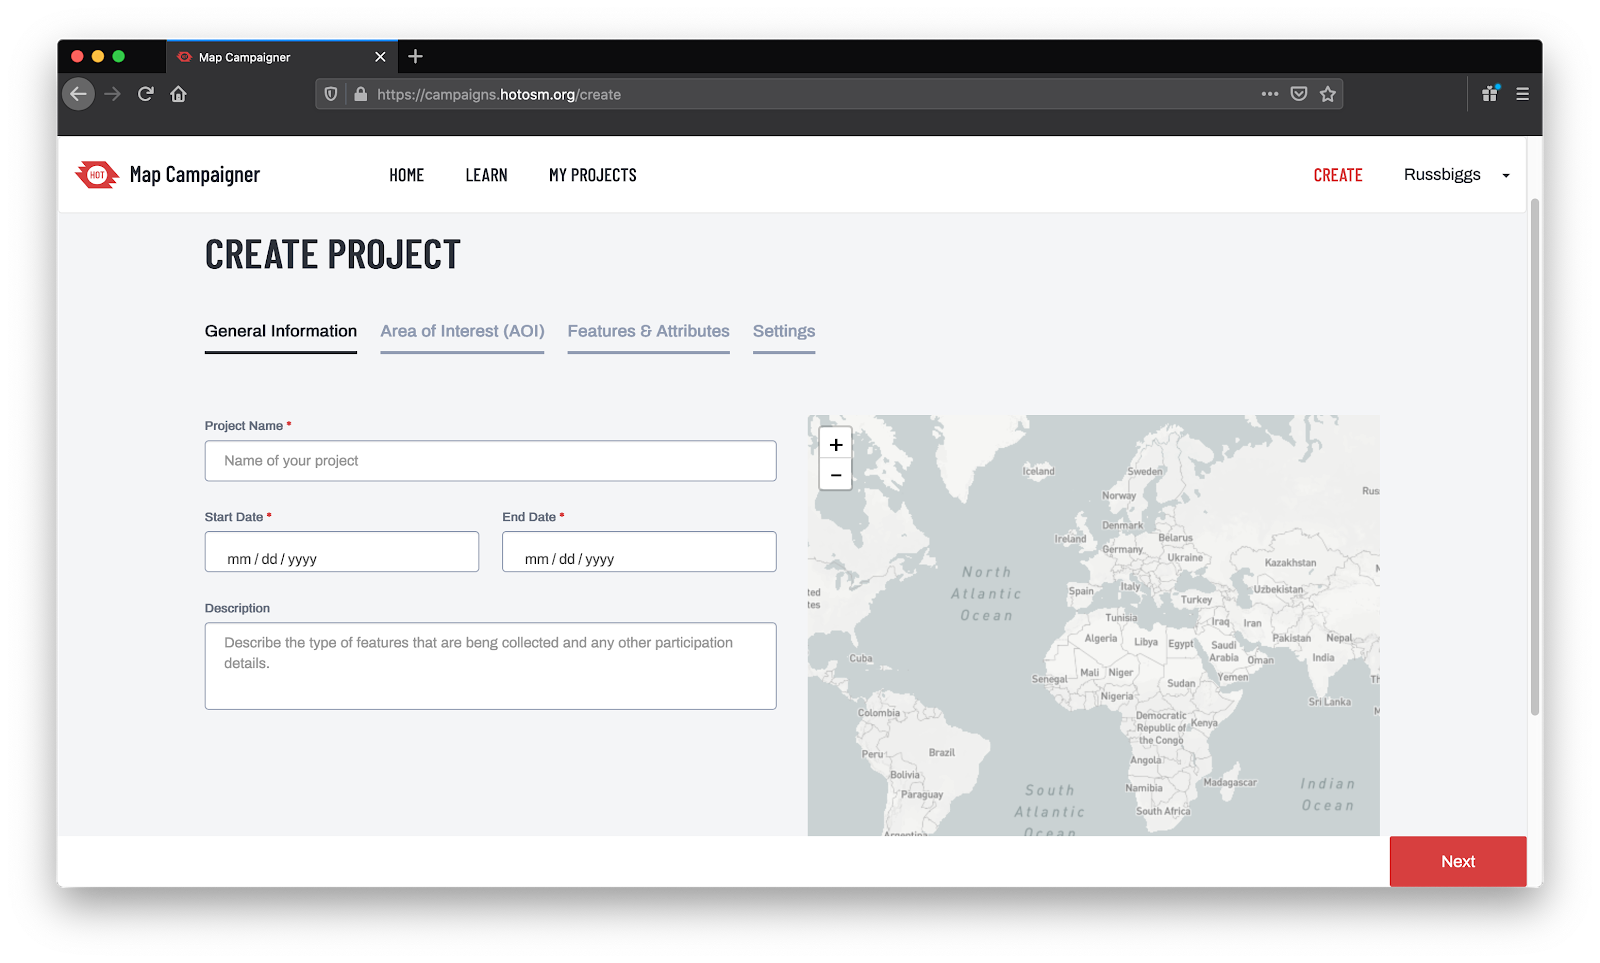 Map Campaigner
https://campaigns.hotosm.org/create
HOT
Map Campaigner
HOME
LEARN
MY PROJECTS
CREATE
Russbiggs
CREATE PROJECT
General Information
Area of Interest (AOI)
Features & Attributes
Settings
Project Name *
Name of your project
Start Date *
End Date *
mm / dd / yyyy
mm / dd / yyyy
Description
Describe the type of features that are beng collected and any other participation
details.
+
−
Iceland
Sweden
Norway
Rus
Denmark
Ireland
Belarus
Germany
Ukraine
Kazakhstan
North
Atlantic
Ocean
Spain
Italy
Turkey
Uzbekistan
ted
tes
Tunisia
Iraq
Iran
Algeria
Libya
Egypt
Saudi
Arabia
Pakistan
Nepal
Oman
India
Cuba
Mali
Niger
Yemen
Senegal
Sudan
Th
Nigeria
Sri Lanka
M
Colombia
Democratic
Republic of
the Congo
Kenya
Peru
Brazil
Angola
Bolivia
Madagascar
Paraguay
Namibia
South
Atlantic
Ocean
Indian
Ocean
South Africa
Argentina
Next